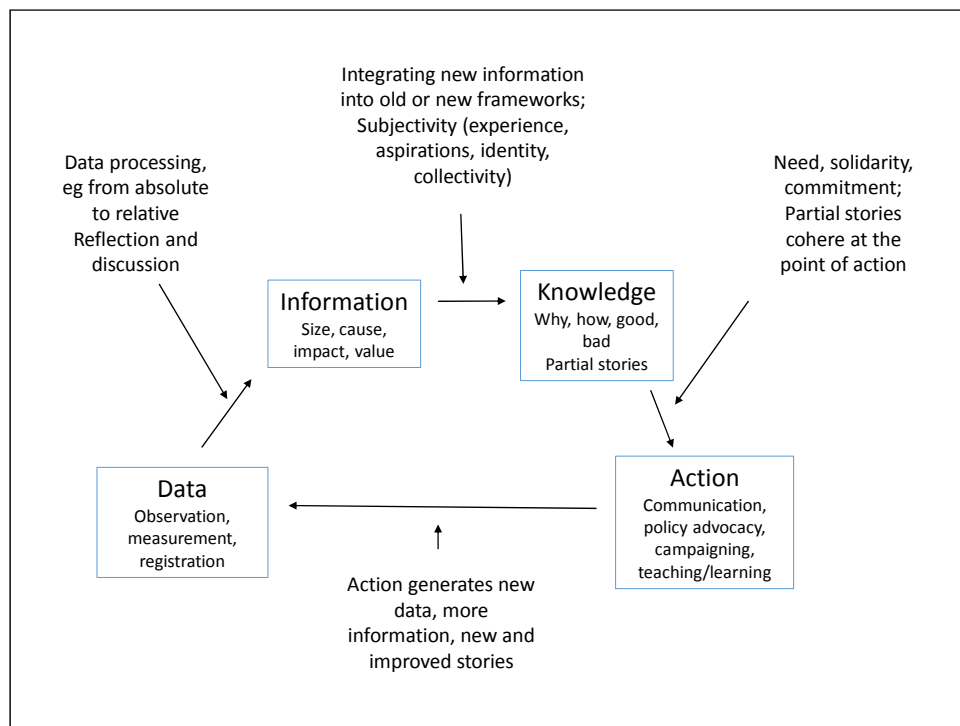 Integrating new information
into old or new frameworks;
Subjectivity (experience,
aspirations, identity,
collectivity)
Data processing,
eg from absolute
to relative
Reflection and
discussion
Need, solidarity,
commitment;
Partial stories
cohere at the
point of action
Information
Size, cause,
impact, value
Knowledge
Why, how, good,
bad
Partial stories
Data
Observation,
measurement,
registration
Action
Communication,
policy advocacy,
campaigning,
teaching/learning
Action generates new
data, more
information, new and
improved stories